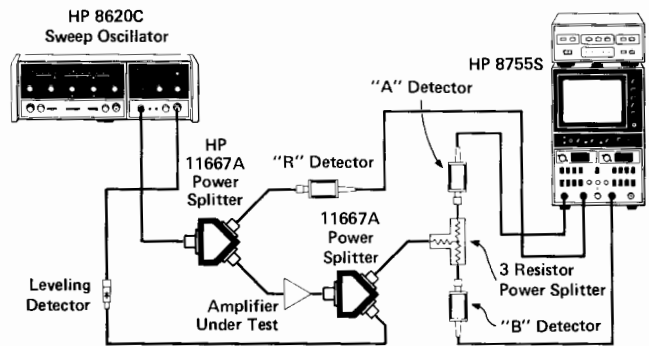 HP 8620C
Sweep Oscillator
HP 8755S
"A" Detector
HP
11667A
Power
Splitter
"R" Detector
11667A
Power
Splitter
Leveling
Detector
Amplifier
Under Test
3 Resistor
Power Splitter
"B" Detector